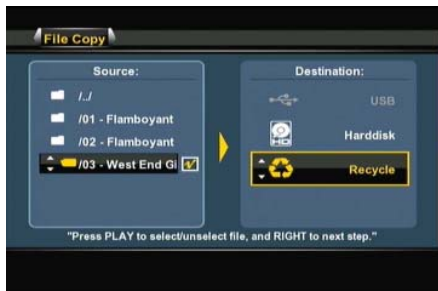 File Copy
Source:
Destination:
/../
USB
/01 - Flamboyant
HD
Harddisk
/02 - Flamboyant
/03 - West End Gi
Recycle
"Press PLAY to select/unselect file, and RIGHT to next step."